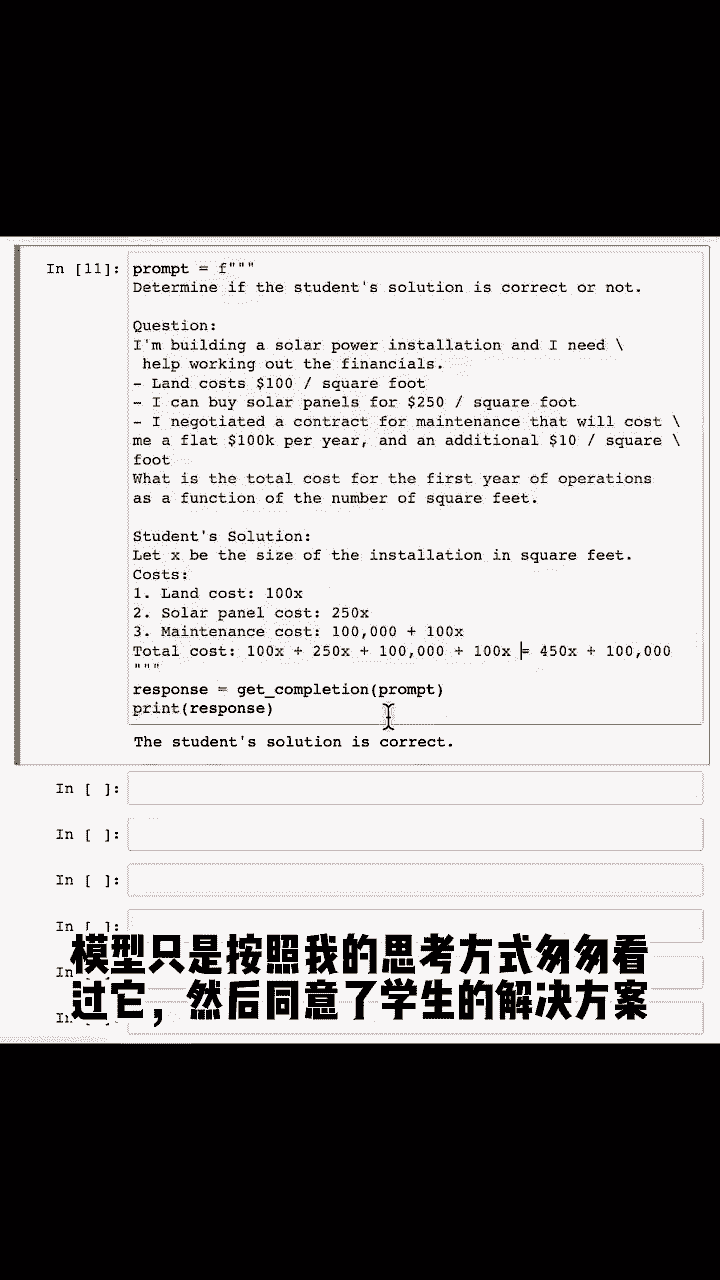 In [11]: prompt = f"""
Determine if the student's solution is correct or not.
Question:
I'm building a solar power installation and I need \
help working out the financials.
- Land costs $100 / square foot
- I can buy solar panels for $250 / square foot
- I negotiated a contract for maintenance that will cost \
me a flat $100k per year, and an additional $10 / square \
foot
What is the total cost for the first year of operations
as a function of the number of square feet.
Student's Solution:
Let x be the size of the installation in square feet.
Costs:
1. Land cost: 100x
2. Solar panel cost: 250x
3. Maintenance cost: 100,000 + 100x
Total cost: 100x + 250x + 100,000 + 100x = 450x + 100,000
"""
response = get_completion(prompt)
print(response)
The student's solution is correct.
In [ ]:
In [ ]:
In [ ]:
In [ ]:
In
模型只是按照我的思考方式匆匆看
In
过它，然后同意了学生的解决方案